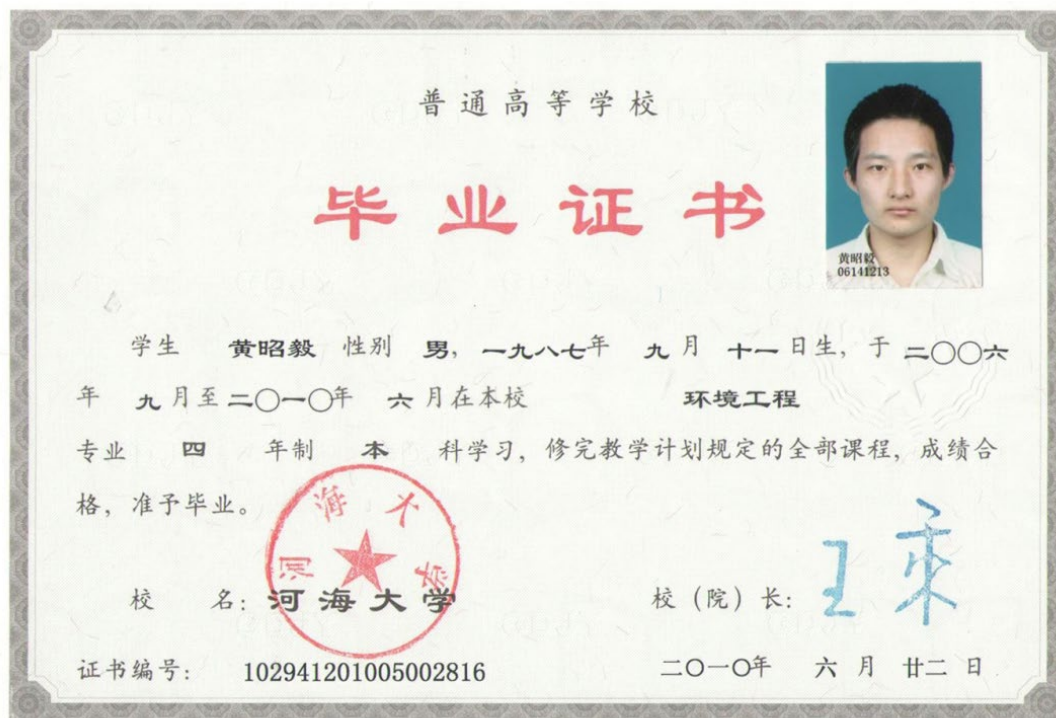 普通高等学校
毕业证书
黄昭毅
06141213
学生 黄昭毅 性别 男，一九八七年 九月 十一日生，于二〇〇六
年 九月至二〇一〇年 六月在本校 环境工程
专业 四 年制 本 科学习，修完教学计划规定的全部课程，成绩合
格，准予毕业。
河海大学
校 名：河海大学 校（院）长：
证书编号： 102941201005002816 二〇一〇年 六月 廿二日